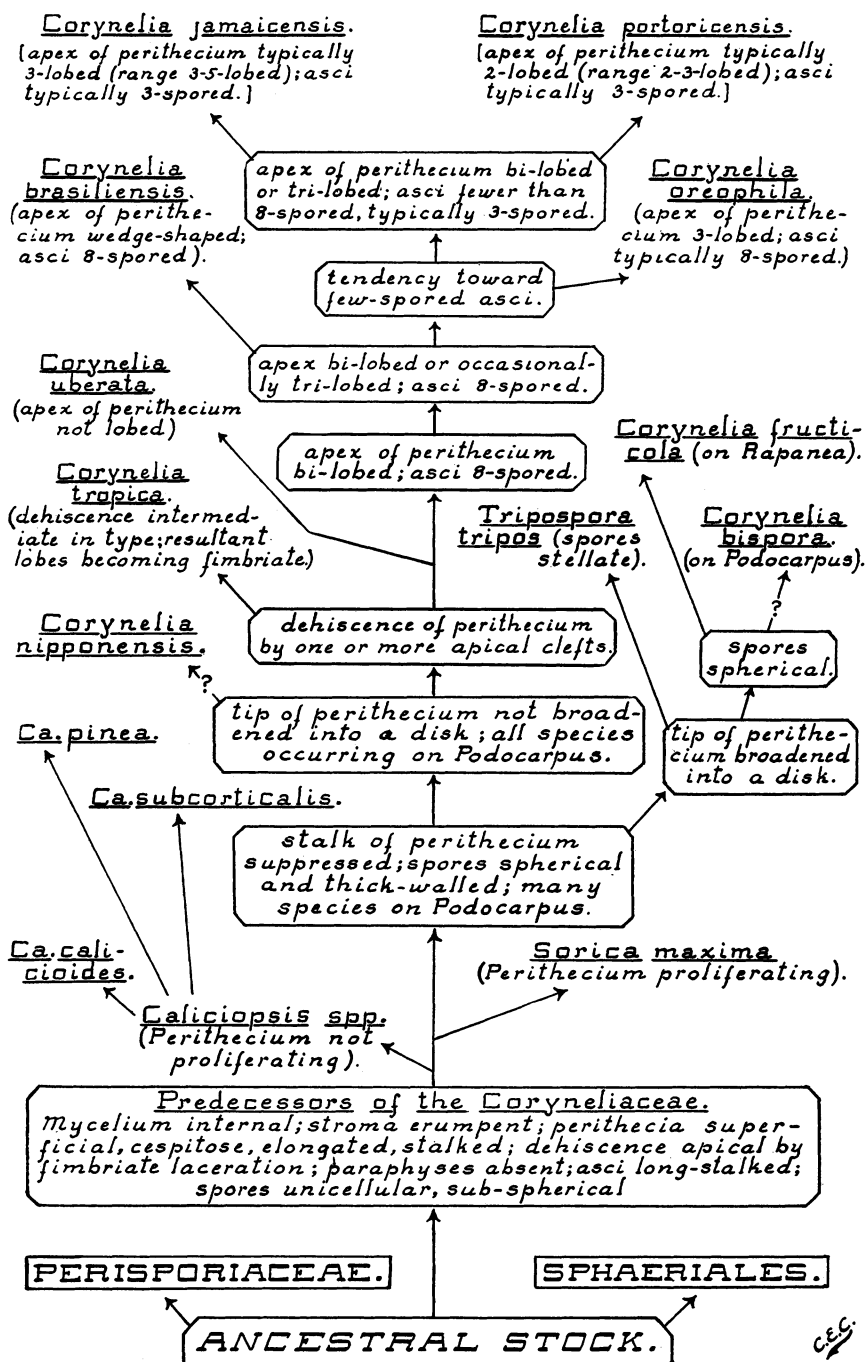 Corynelia jamaicensis.
[apex of perithecium typically
3-lobed (range 3-5-lobed); asci
typically 3-spored.]
Corynelia portoricensis.
[apex of perithecium typically
2-lobed (range 2-3-lobed); asci
typically 3-spored.]
Corynelia
brasiliensis.
(apex of perithe-
cium wedge-shaped;
asci 8-spored).
apex of perithecium bi-lobed
or tri-lobed; asci fewer than
8-spored, typically 3-spored.
Corynelia
oreophila.
(apex of perithe-
cium 3-lobed; asci
typically 8-spored.)
tendency toward
few-spored asci.
apex bi-lobed or occasional-
ly tri-lobed; asci 8-spored.
Corynelia
uberata.
(apex of perithecium
not lobed)
apex of perithecium
bi-lobed; asci 8-spored.
Corynelia fructi-
cola (on Rapanea).
Corynelia
tropica.
(dehiscence intermed-
iate in type; resultant
lobes becoming fimbriate.)
Tripospora
tripos (spores
stellate).
Corynelia
bispora.
(on Podocarpus).
?
dehiscence of perithecium
by one or more apical clefts.
spores
spherical.
Corynelia
nipponensis.
?
tip of perithecium not broad-
ened into a disk; all species
occurring on Podocarpus.
tip of perithe-
cium broadened
into a disk.
Ca. pinea.
Ca. subcorticalis.
stalk of perithecium
suppressed; spores spherical
and thick-walled; many
species on Podocarpus.
Ca. cali-
cioides.
Sorica maxima
(Perithecium proliferating).
Caliciopsis spp.
(Perithecium not
proliferating).
Predecessors of the Coryneliaceae.
Mycelium internal; stroma erumpent; perithecia super-
ficial, cespitose, elongated, stalked; dehiscence apical by
fimbriate laceration; paraphyses absent; asci long-stalked;
spores unicellular, sub-spherical
PERISPORIACEAE.
SPHAERIALES.
ANCESTRAL STOCK.
C.E.C.